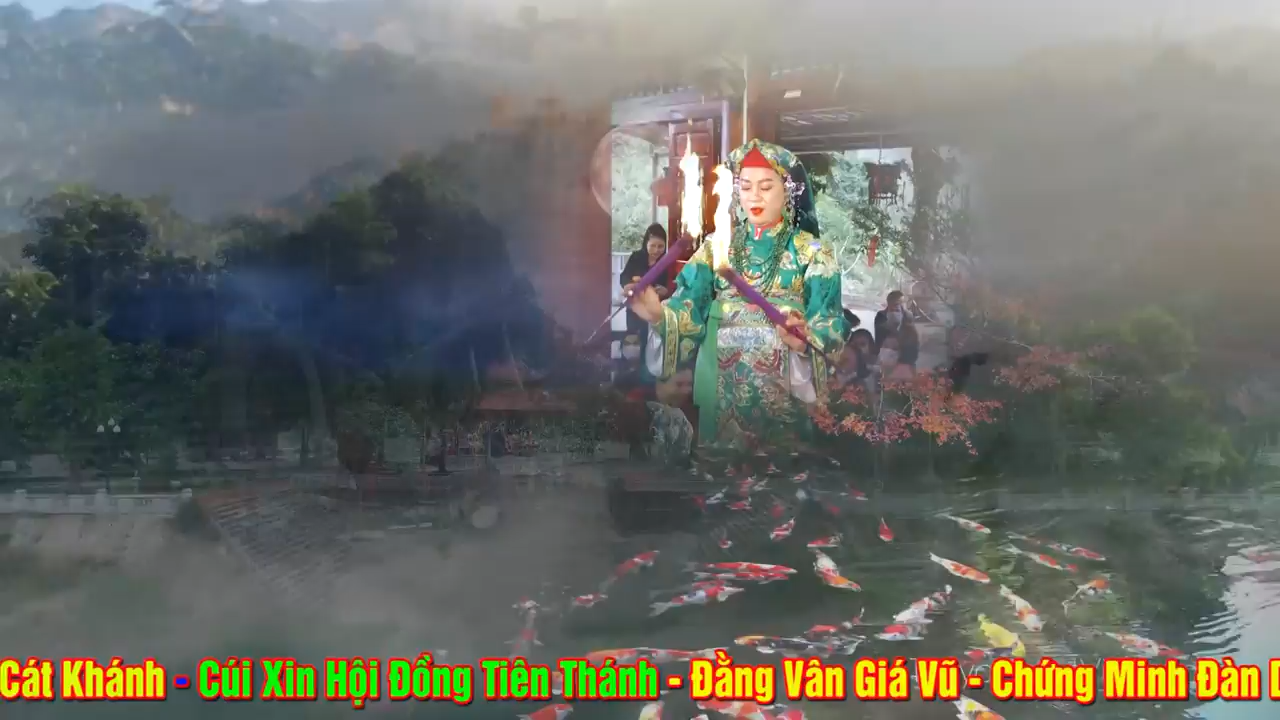 Cát Khánh - Cúi Xin Hội Đồng Tiên Thánh - Đằng Vân Giá Vũ - Chứng Minh Đàn